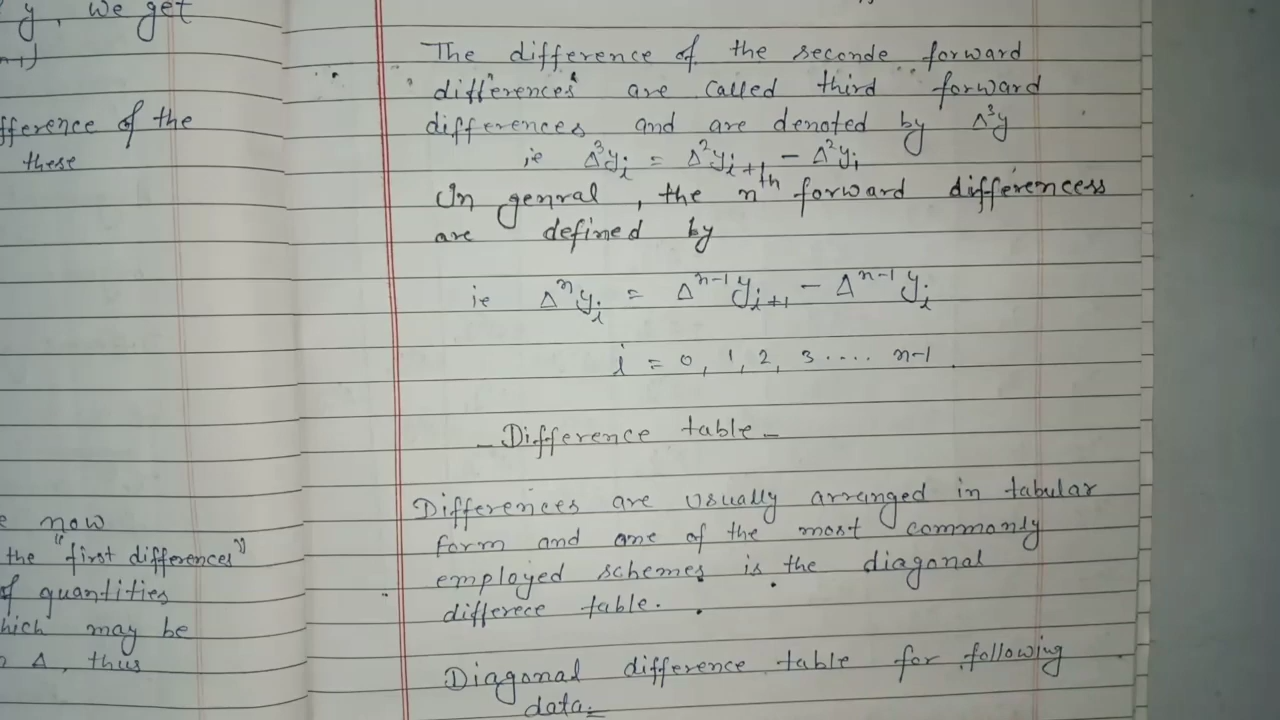 y, we get
n+1)
fference of the
these
e now
the "first differences"
of quantities
hich may be
Δ, thus
The difference of the seconde forward
differences are called third forward
differences and are denoted by Δ³y
ie Δ³yᵢ = Δ²yᵢ₊₁ - Δ²yᵢ
In genral, the nᵗʰ forward differencess
are defined by
ie Δⁿyᵢ = Δⁿ⁻¹yᵢ₊₁ - Δⁿ⁻¹yᵢ
i = 0, 1, 2, 3 .... n-1
- Difference table -
Differences are usually arranged in tabular
form and one of the most commonly
employed schemes is the diagonal
differece table.
Diagonal difference table for following
data: